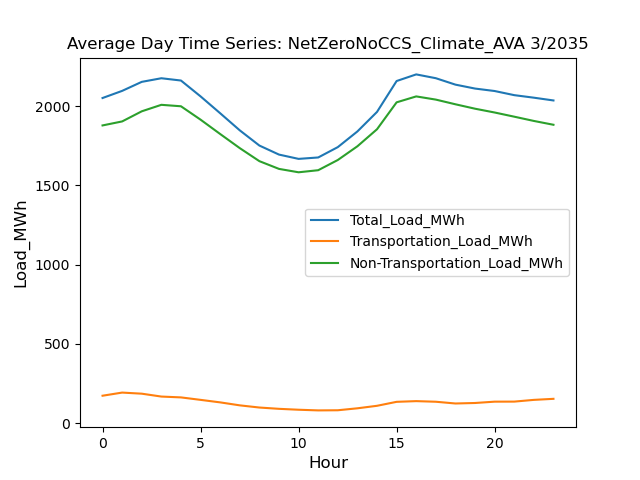 Average Day Time Series: NetZeroNoCCS_Climate_AVA 3/2035
Load_MWh
2000
1500
1000
500
0
Total_Load_MWh
Transportation_Load_MWh
Non-Transportation_Load_MWh
0 5 10 15 20
Hour